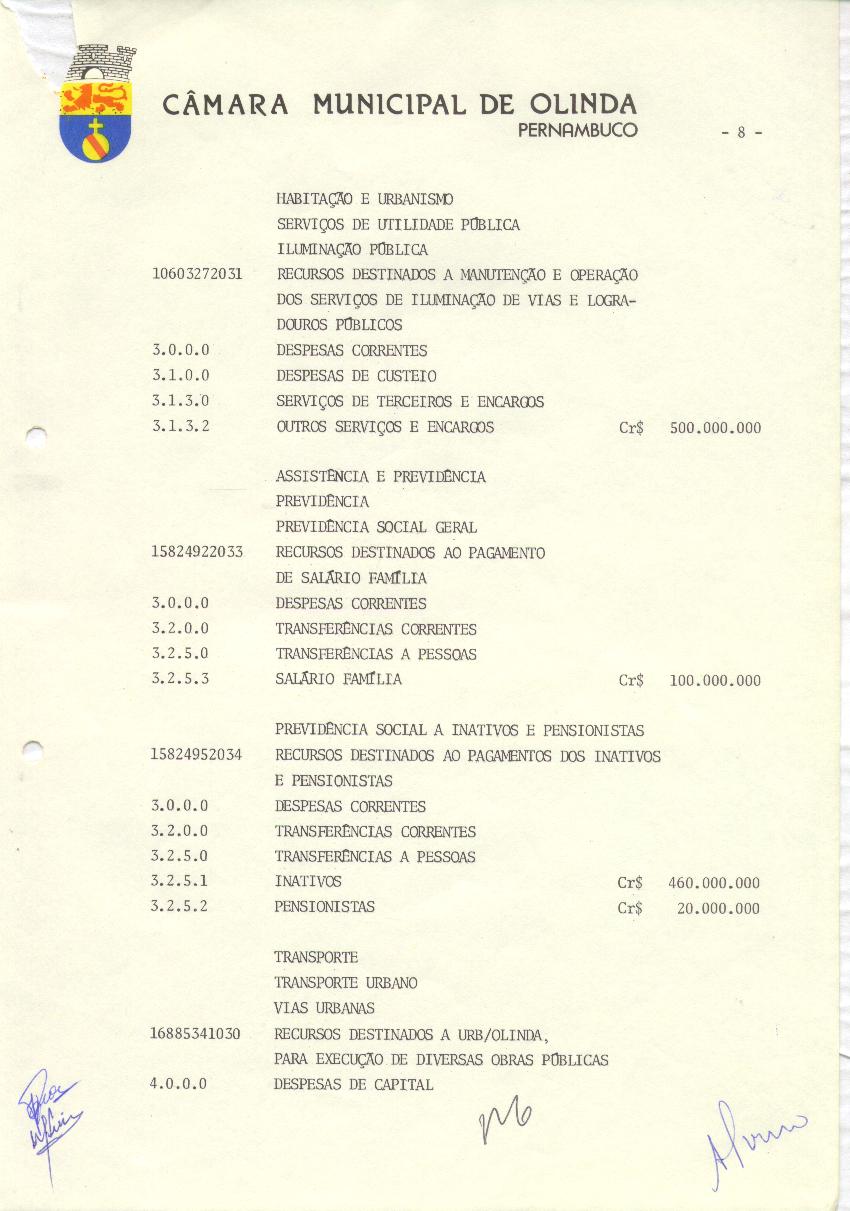 CÂMARA MUNICIPAL DE OLINDA
PERNAMBUCO
- 8 -
HABITAÇÃO E URBANISMO
SERVIÇOS DE UTILIDADE PÚBLICA
ILUMINAÇÃO PÚBLICA
10603272031 RECURSOS DESTINADOS A MANUTENÇÃO E OPERAÇÃO
DOS SERVIÇOS DE ILUMINAÇÃO DE VIAS E LOGRA-
DOUROS PÚBLICOS
3.0.0.0 DESPESAS CORRENTES
3.1.0.0 DESPESAS DE CUSTEIO
3.1.3.0 SERVIÇOS DE TERCEIROS E ENCARGOS
3.1.3.2 OUTROS SERVIÇOS E ENCARGOS Cr$ 500.000.000
ASSISTÊNCIA E PREVIDÊNCIA
PREVIDÊNCIA
PREVIDÊNCIA SOCIAL GERAL
15824922033 RECURSOS DESTINADOS AO PAGAMENTO
DE SALÁRIO FAMÍLIA
3.0.0.0 DESPESAS CORRENTES
3.2.0.0 TRANSFERÊNCIAS CORRENTES
3.2.5.0 TRANSFERÊNCIAS A PESSOAS
3.2.5.3 SALÁRIO FAMÍLIA Cr$ 100.000.000
PREVIDÊNCIA SOCIAL A INATIVOS E PENSIONISTAS
15824952034 RECURSOS DESTINADOS AO PAGAMENTOS DOS INATIVOS
E PENSIONISTAS
3.0.0.0 DESPESAS CORRENTES
3.2.0.0 TRANSFERÊNCIAS CORRENTES
3.2.5.0 TRANSFERÊNCIAS A PESSOAS
3.2.5.1 INATIVOS Cr$ 460.000.000
3.2.5.2 PENSIONISTAS Cr$ 20.000.000
TRANSPORTE
TRANSPORTE URBANO
VIAS URBANAS
16885341030 RECURSOS DESTINADOS A URB/OLINDA,
PARA EXECUÇÃO DE DIVERSAS OBRAS PÚBLICAS
4.0.0.0 DESPESAS DE CAPITAL